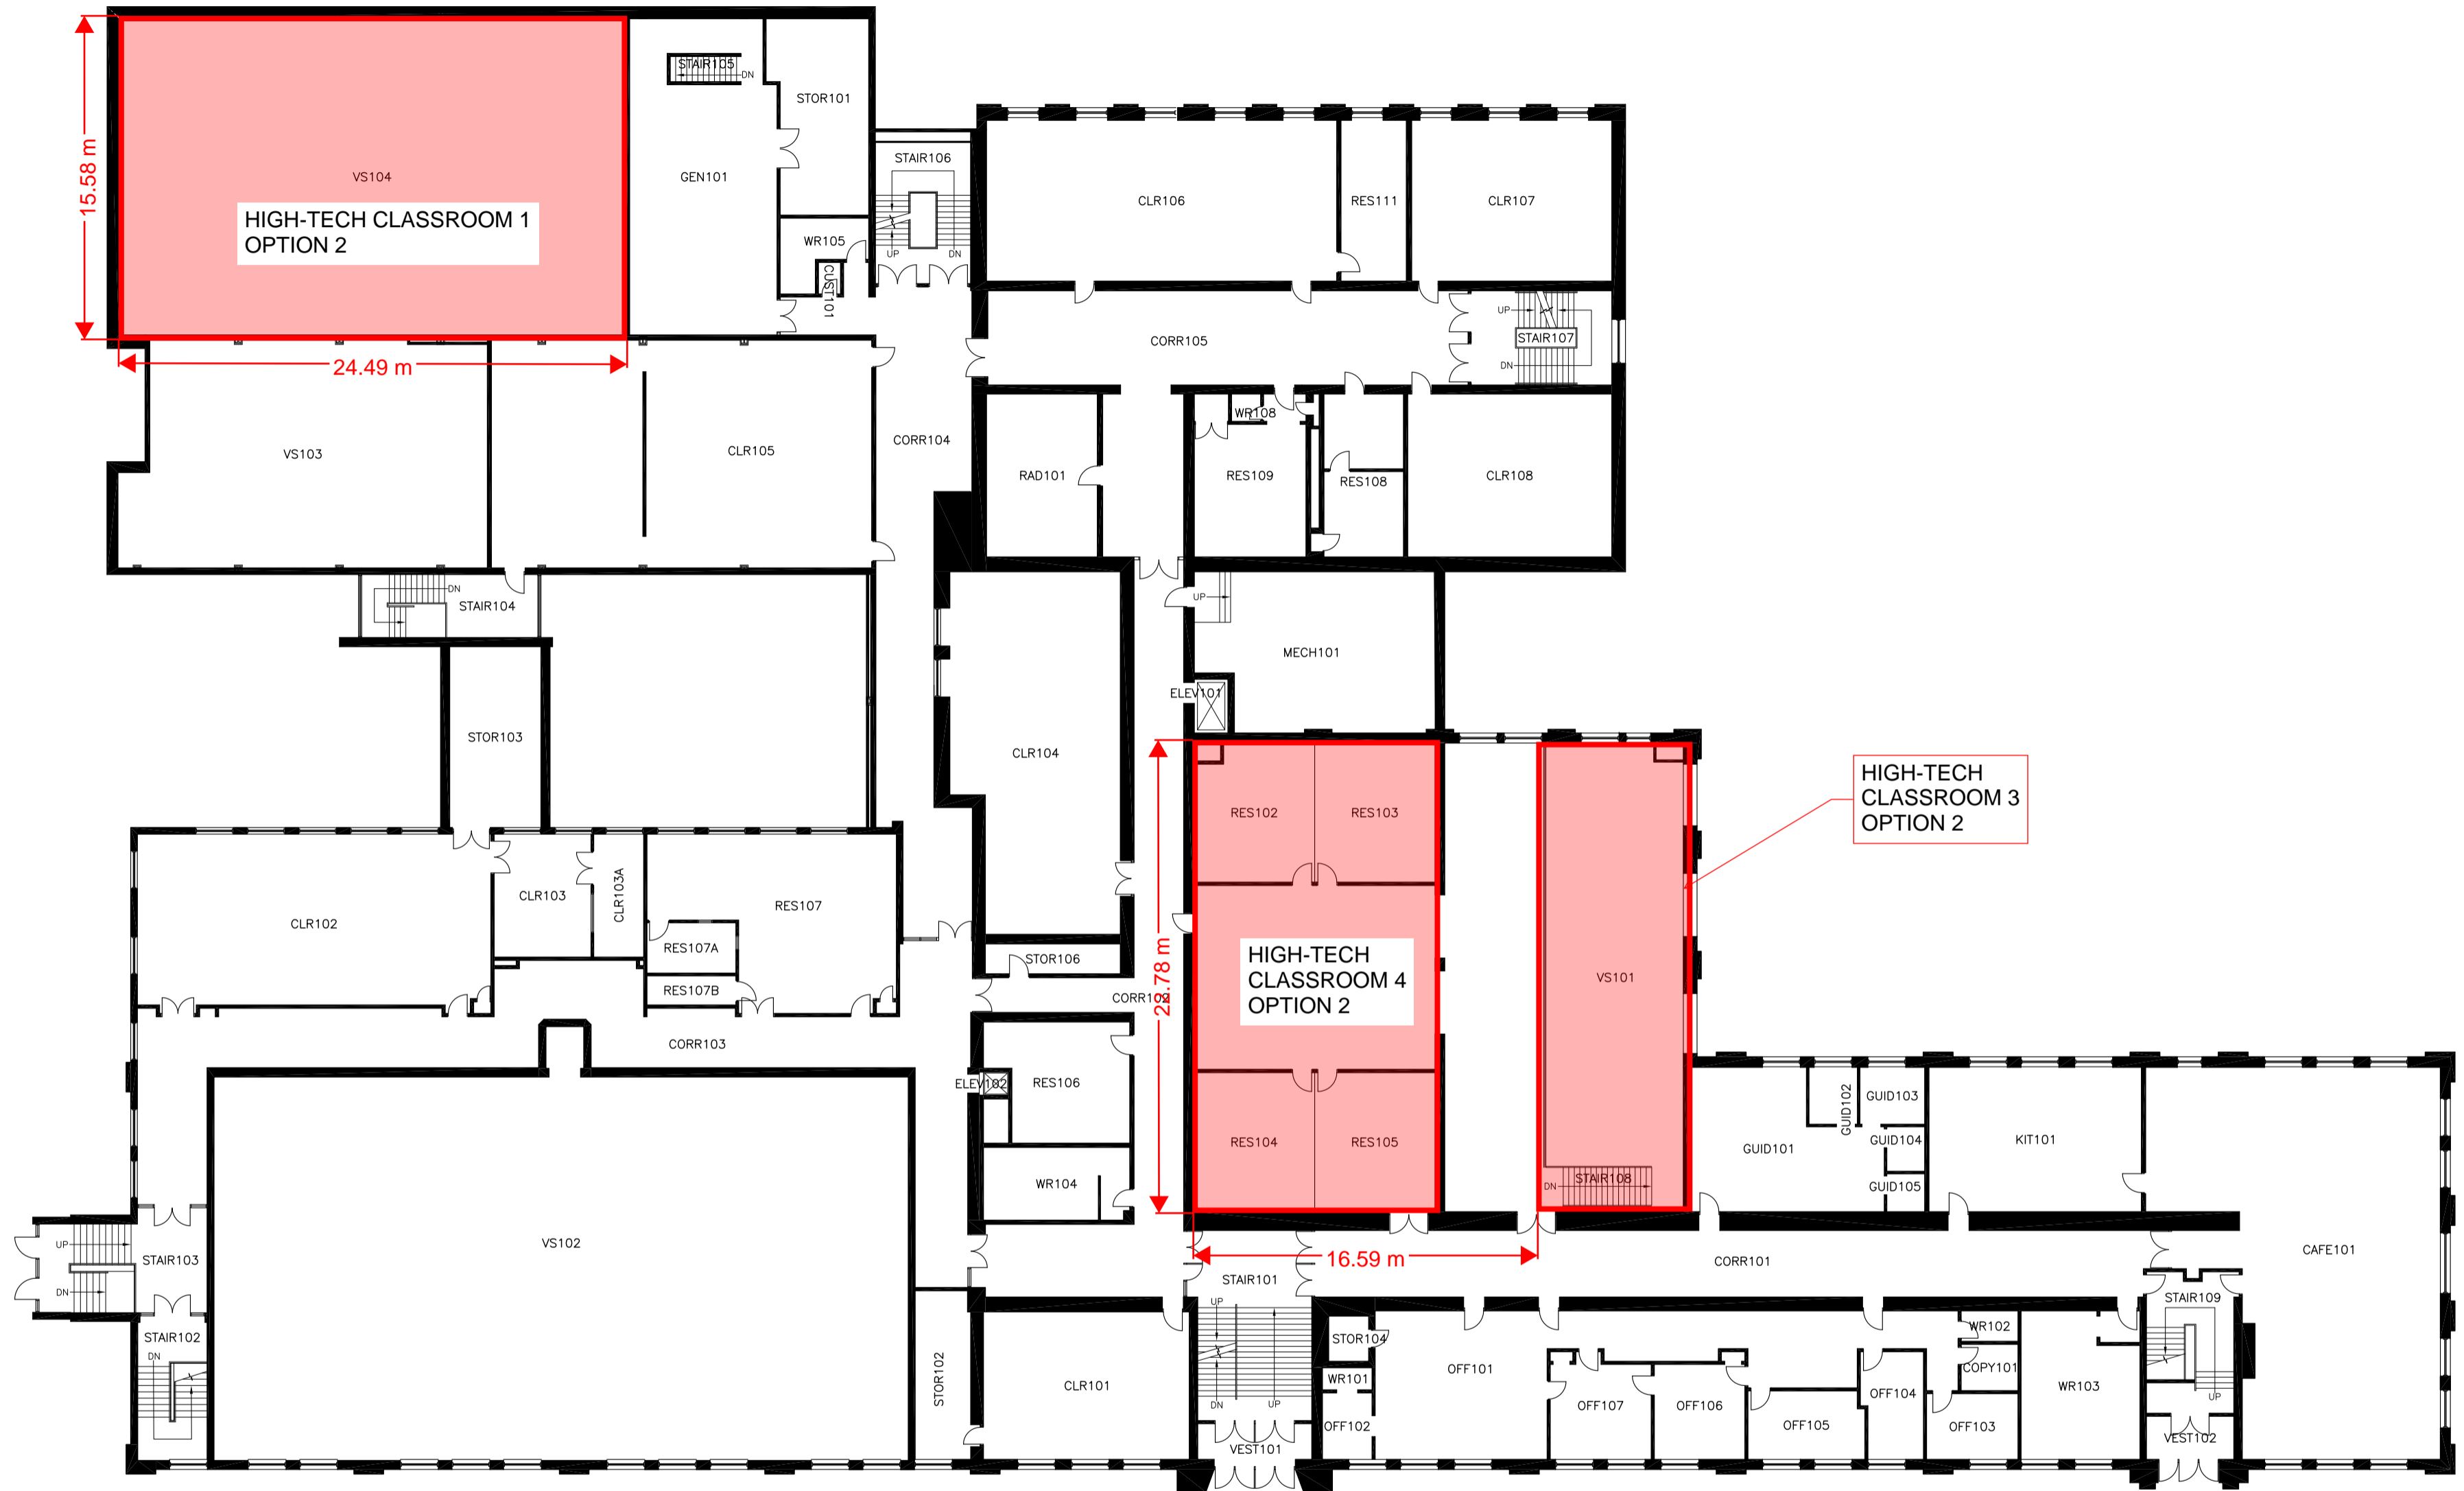 STAIR105
DN
STOR101
15.58 m
VS104
GEN101
STAIR106
HIGH-TECH CLASSROOM 1
OPTION 2
CLR106
RES111
CLR107
WR105
UP
DN
CUST101
UP
STAIR107
CORR105
DN
24.49 m
WR108
CORR104
VS103
CLR105
RAD101
RES109
RES108
CLR108
DN
STAIR104
UP
MECH101
ELEV101
STOR103
CLR104
HIGH-TECH
CLASSROOM 3
OPTION 2
RES102
RES103
CLR103
CLR103A
RES107
CLR102
RES107A
STOR106
HIGH-TECH
CLASSROOM 4
OPTION 2
VS101
RES107B
CORR102
22.78 m
CORR103
ELEV102
RES106
GUID102
GUID103
GUID101
GUID104
KIT101
RES104
RES105
WR104
STAIR108
DN
GUID105
UP
STAIR103
VS102
16.59 m
CORR101
CAFE101
DN
STAIR101
UP
STAIR109
STAIR102
DN
STOR104
WR102
OFF101
COPY101
STOR102
CLR101
WR101
WR103
OFF104
UP
DN
UP
OFF107
OFF106
OFF105
OFF103
OFF102
VEST101
VEST102